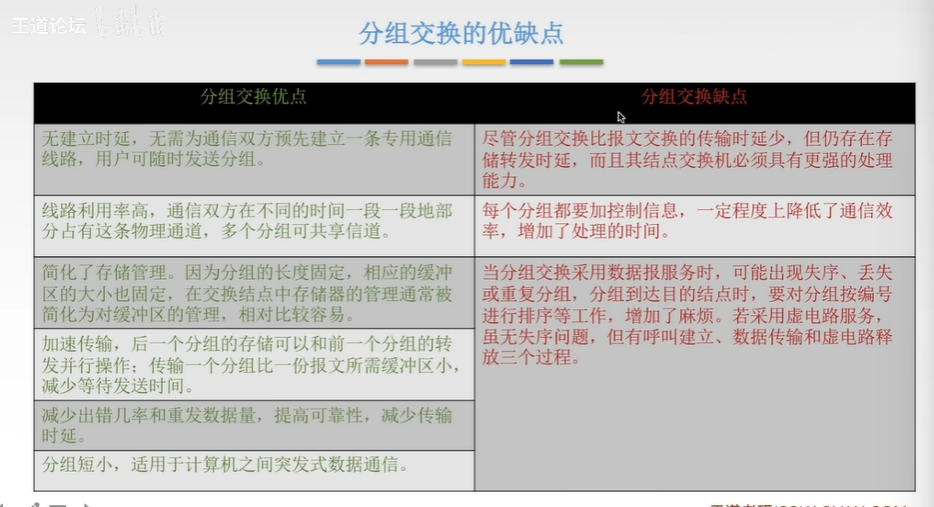 王道论坛
分组交换的优缺点
分组交换优点
分组交换缺点
无建立时延，无需为通信双方预先建立一条专用通信
线路，用户可随时发送分组。
尽管分组交换比报文交换的传输时延少，但仍存在存
储转发时延，而且其结点交换机必须具有更强的处理
能力。
线路利用率高，通信双方在不同的时间一段一段地部
分占有这条物理通道，多个分组可共享信道。
每个分组都要加控制信息，一定程度上降低了通信效
率，增加了处理的时间。
简化了存储管理。因为分组的长度固定，相应的缓冲
区的大小也固定，在交换结点中存储器的管理通常被
简化为对缓冲区的管理，相对比较容易。
当分组交换采用数据报服务时，可能出现失序、丢失
或重复分组，分组到达目的结点时，要对分组按编号
进行排序等工作，增加了麻烦。若采用虚电路服务，
虽无失序问题，但有呼叫建立、数据传输和虚电路释
放三个过程。
加速传输，后一个分组的存储可以和前一个分组的转
发并行操作；传输一个分组比一份报文所需缓冲区小，
减少等待发送时间。
减少出错几率和重发数据量，提高可靠性，减少传输
时延。
分组短小，适用于计算机之间突发式数据通信。